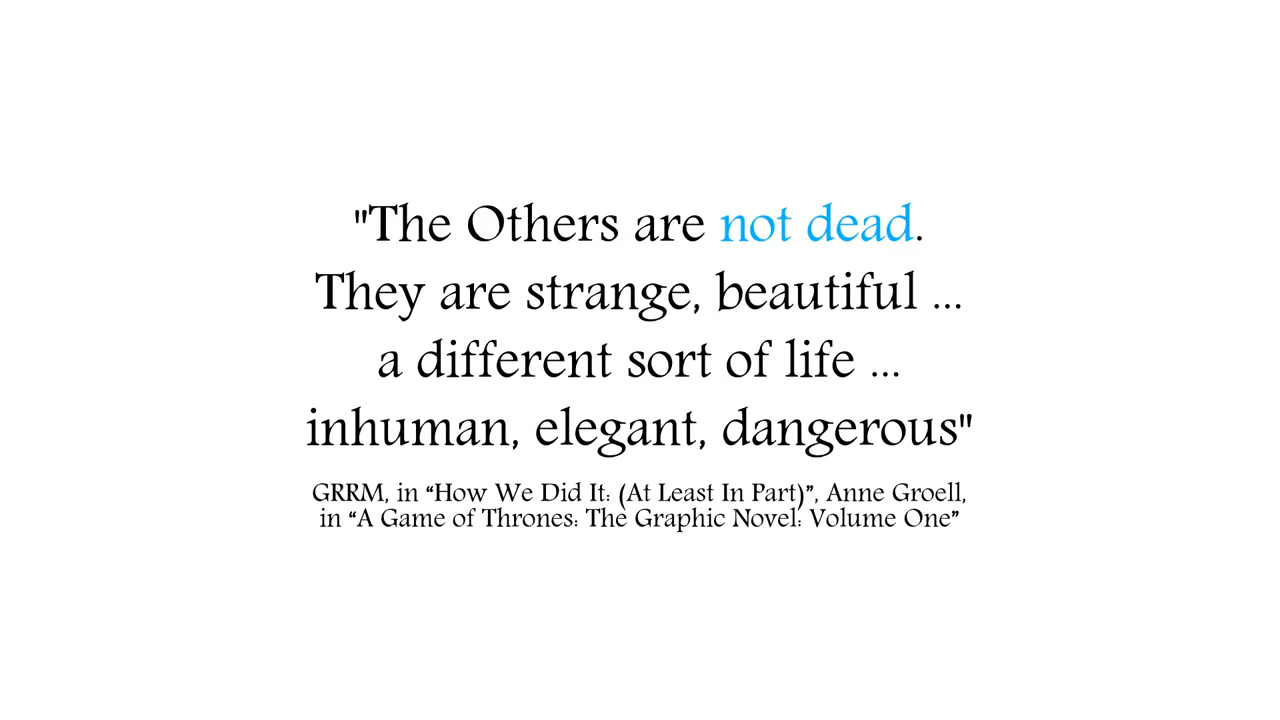 "The Others are not dead.
They are strange, beautiful ...
a different sort of life ...
inhuman, elegant, dangerous"
GRRM, in “How We Did It: (At Least In Part)”, Anne Groell,
in “A Game of Thrones: The Graphic Novel: Volume One”